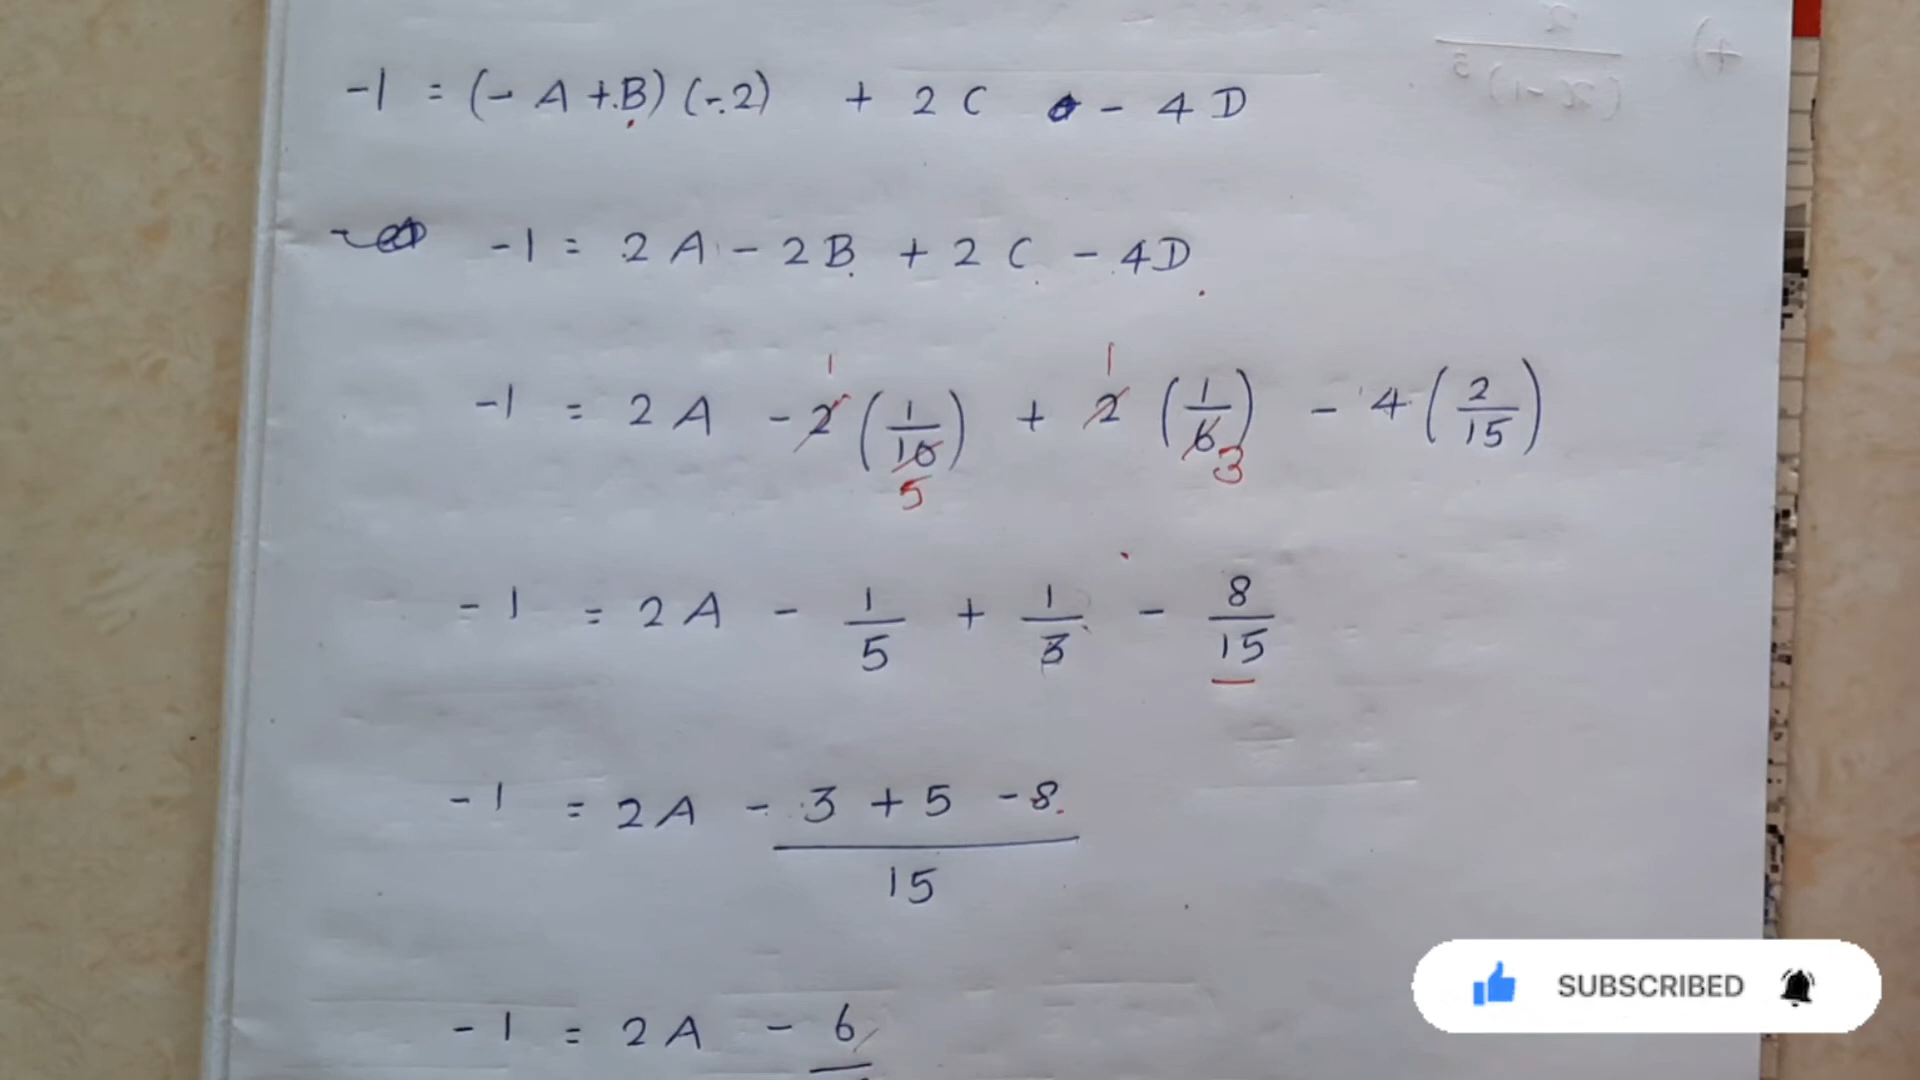 -1 = (-A+B)(-2) + 2C - 4D
-1 = 2A - 2B + 2C - 4D
1 1
-1 = 2A - 2(1/10) + 2(1/6) - 4(2/15)
5 3
-1 = 2A - 1/5 + 1/3 - 8/15
-1 = 2A - 3 + 5 - 8
15
SUBSCRIBED
-1 = 2A - 6